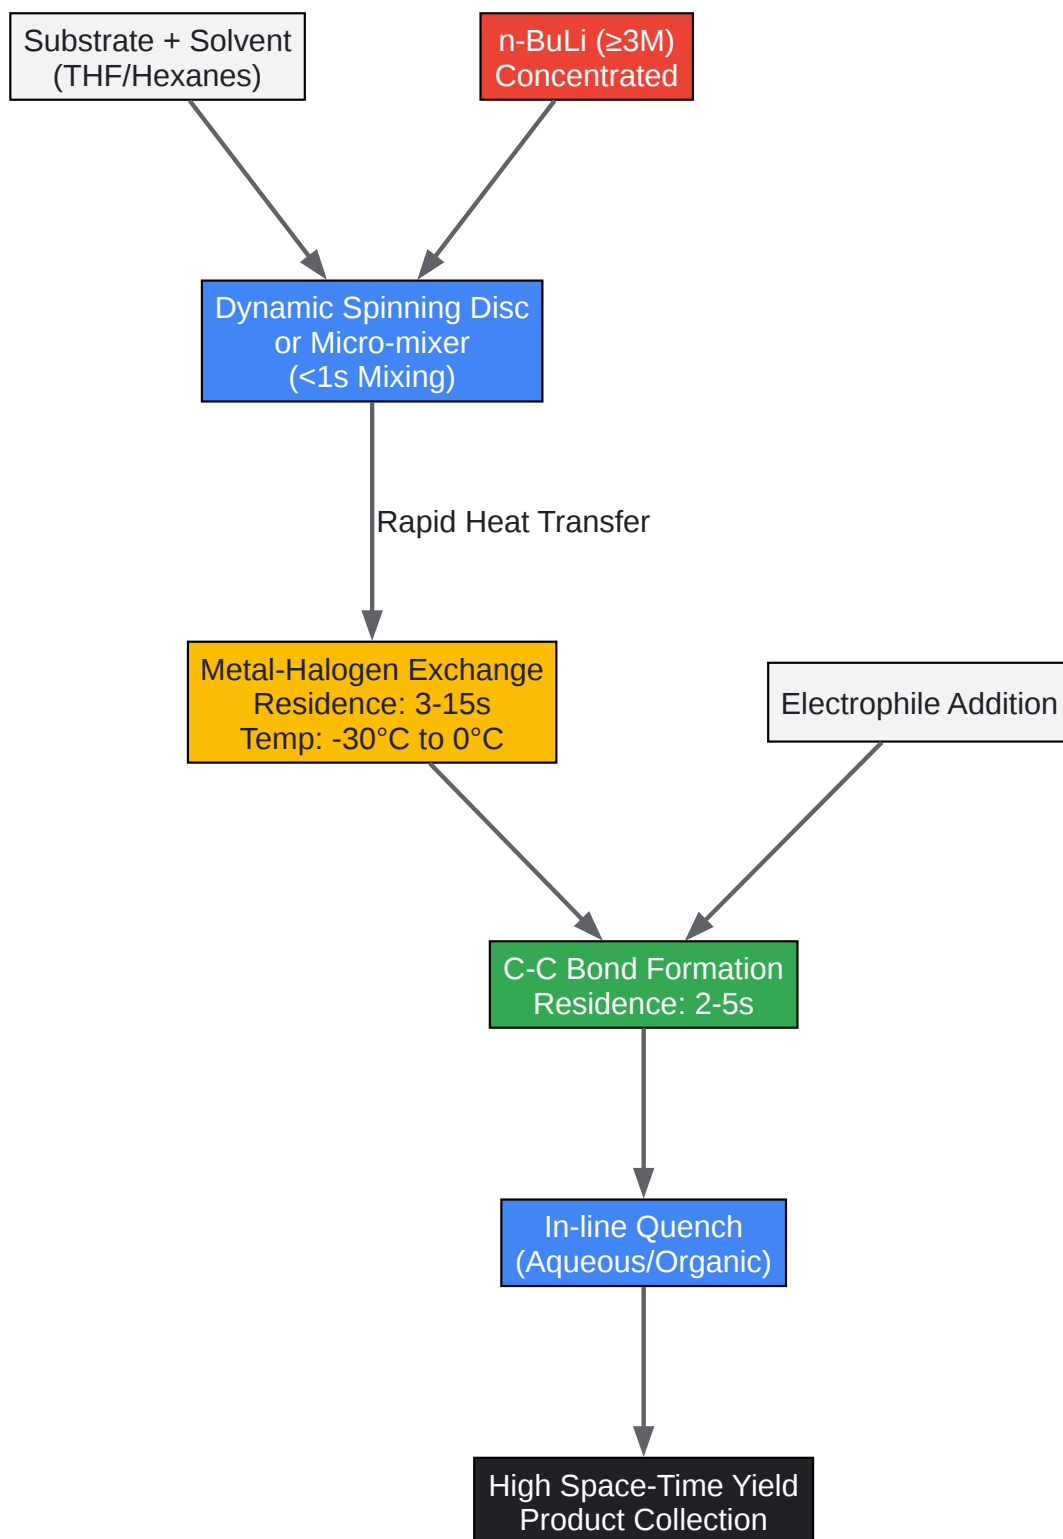 Substrate + Solvent
(THF/Hexanes)
n-BuLi (≥3M)
Concentrated
Dynamic Spinning Disc
or Micro-mixer
(<1s Mixing)
Rapid Heat Transfer
Metal-Halogen Exchange
Residence: 3-15s
Temp: -30°C to 0°C
Electrophile Addition
C-C Bond Formation
Residence: 2-5s
In-line Quench
(Aqueous/Organic)
High Space-Time Yield
Product Collection